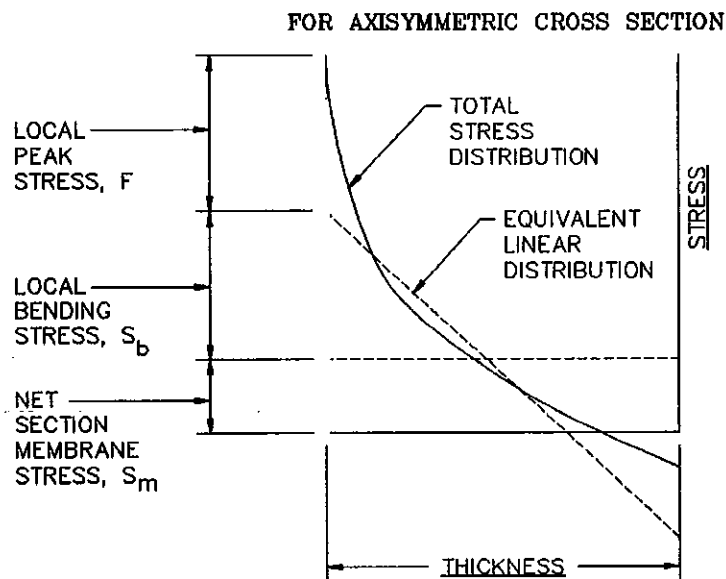 FOR AXISYMMETRIC CROSS SECTION
LOCAL
PEAK
STRESS, F
TOTAL
STRESS
DISTRIBUTION
STRESS
EQUIVALENT
LINEAR
DISTRIBUTION
LOCAL
BENDING
STRESS, Sb
NET
SECTION
MEMBRANE
STRESS, Sm
THICKNESS